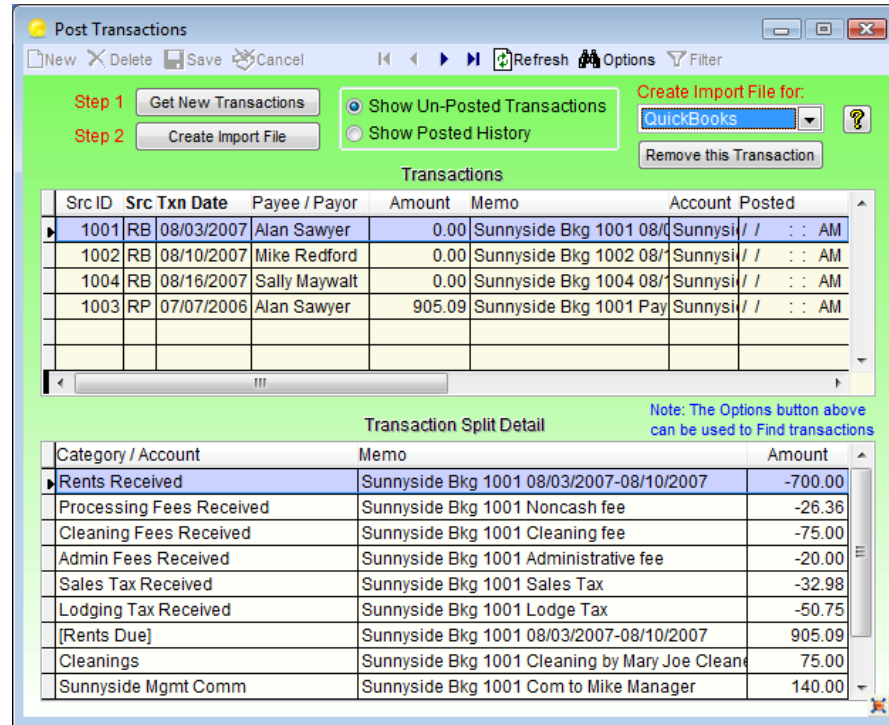 Post Transactions
New Delete Save Cancel Refresh Options Filter
Step 1 Get New Transactions Show Un-Posted Transactions Create Import File for:
Step 2 Create Import File Show Posted History QuickBooks ?
Remove this Transaction
Transactions
Src ID Src Txn Date Payee / Payor Amount Memo Account Posted
1001 RB 08/03/2007 Alan Sawyer 0.00 Sunnyside Bkg 1001 08/0 Sunnysi / / : : AM
1002 RB 08/10/2007 Mike Redford 0.00 Sunnyside Bkg 1002 08/1 Sunnysi / / : : AM
1004 RB 08/16/2007 Sally Maywalt 0.00 Sunnyside Bkg 1004 08/1 Sunnysi / / : : AM
1003 RP 07/07/2006 Alan Sawyer 905.09 Sunnyside Bkg 1001 Pay Sunnysi / / : : AM
Note: The Options button above
Transaction Split Detail can be used to Find transactions
Category / Account Memo Amount
Rents Received Sunnyside Bkg 1001 08/03/2007-08/10/2007 -700.00
Processing Fees Received Sunnyside Bkg 1001 Noncash fee -26.36
Cleaning Fees Received Sunnyside Bkg 1001 Cleaning fee -75.00
Admin Fees Received Sunnyside Bkg 1001 Administrative fee -20.00
Sales Tax Received Sunnyside Bkg 1001 Sales Tax -32.98
Lodging Tax Received Sunnyside Bkg 1001 Lodge Tax -50.75
[Rents Due] Sunnyside Bkg 1001 08/03/2007-08/10/2007 905.09
Cleanings Sunnyside Bkg 1001 Cleaning by Mary Joe Cleane 75.00
Sunnyside Mgmt Comm Sunnyside Bkg 1001 Com to Mike Manager 140.00